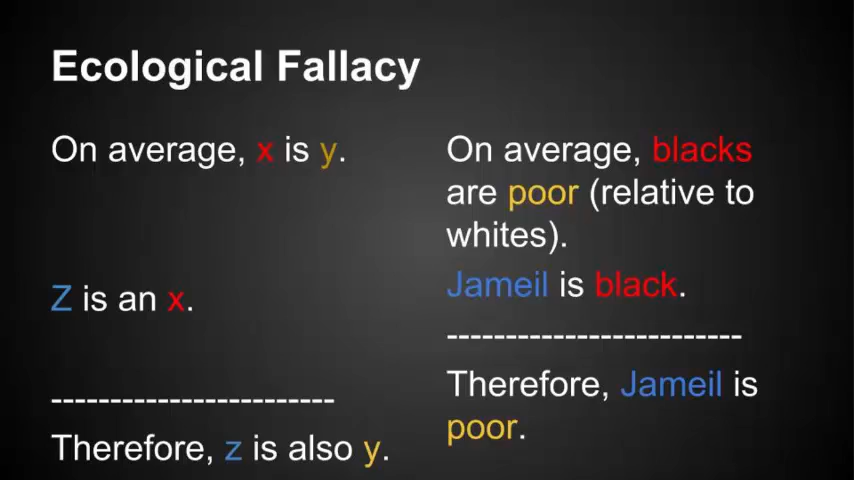 Ecological Fallacy
On average, x is y.
Z is an x.
------------------------
Therefore, z is also y.
On average, blacks
are poor (relative to
whites).
Jameil is black.
-------------------------
Therefore, Jameil is
poor.